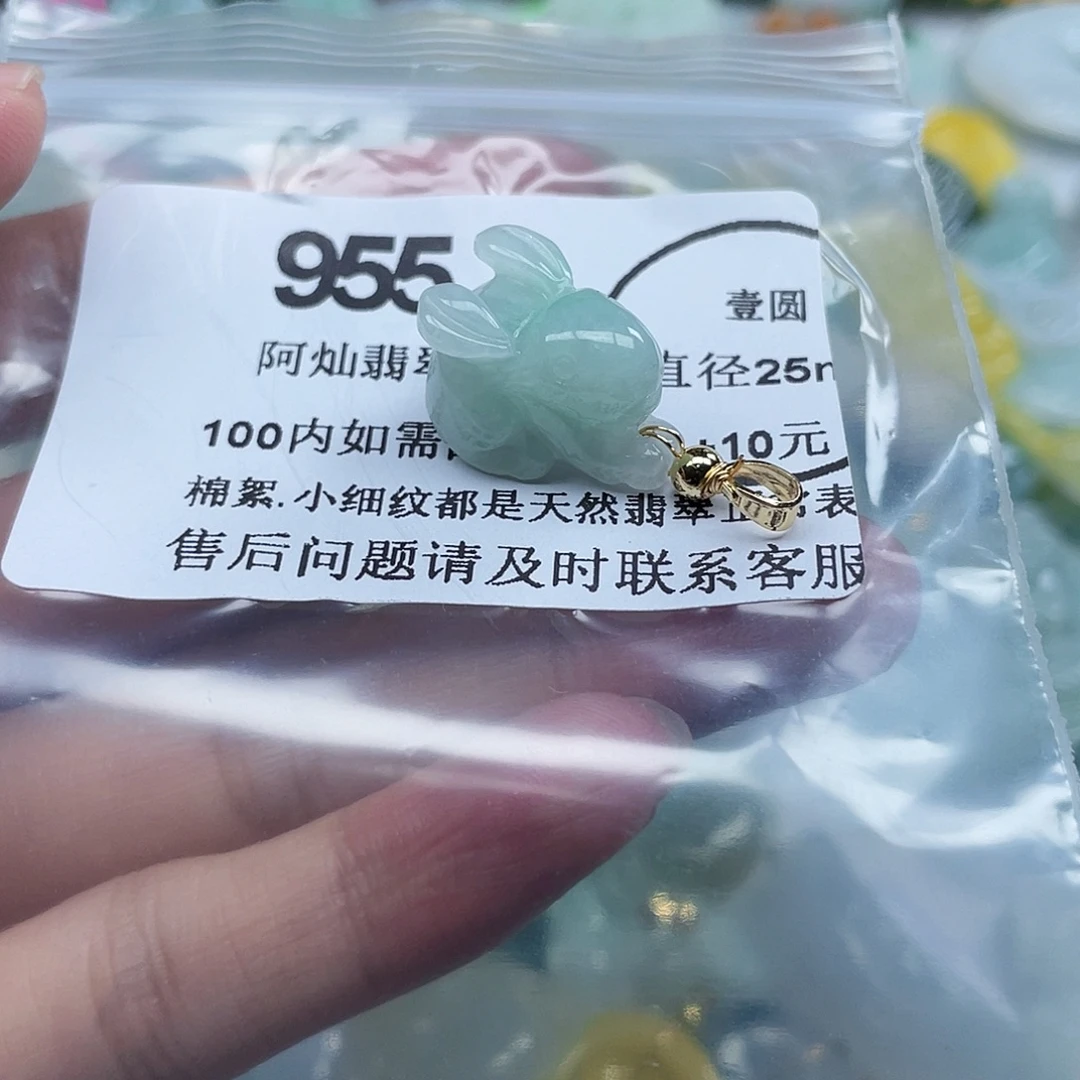 955
壹圆
阿灿翡 直径25
100内如需 10元
棉絮.小细纹都是天然翡翠正 表
售后问题请及时联系客服